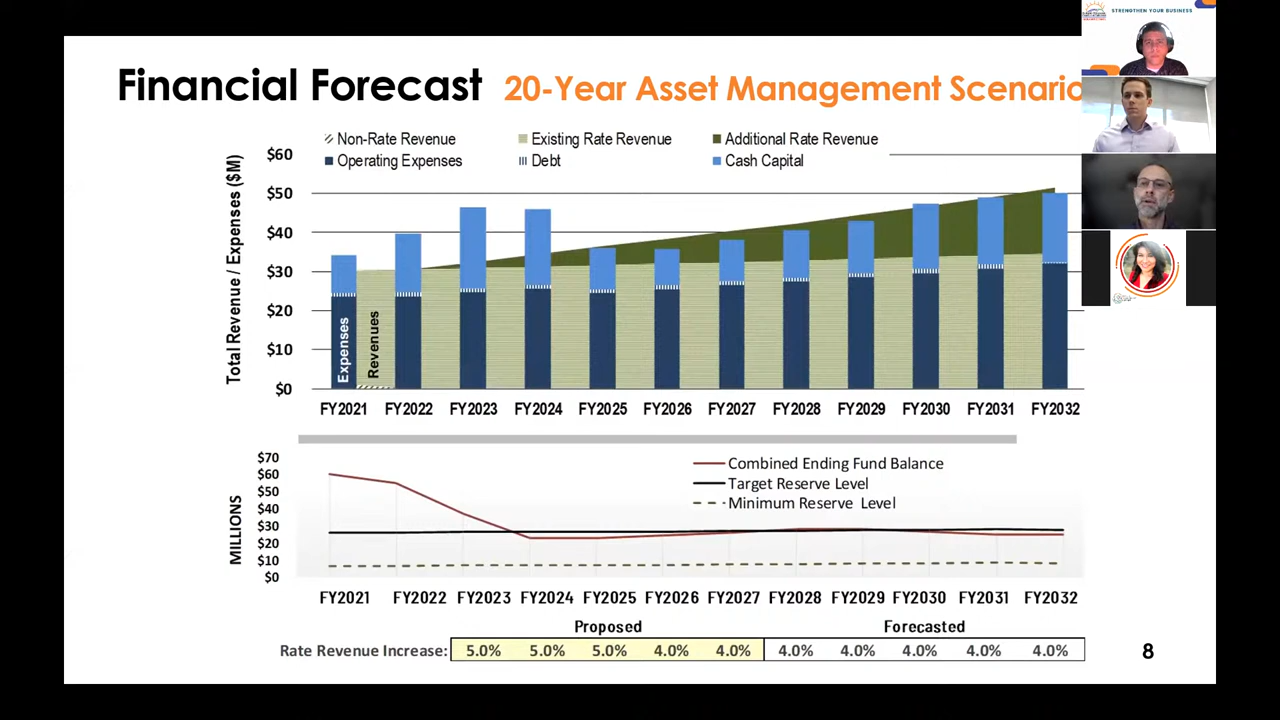 STRENGTHEN YOUR BUSINESS
Financial Forecast 20-Year Asset Management Scenario
Non-Rate Revenue Existing Rate Revenue Additional Rate Revenue
Operating Expenses Debt Cash Capital
Total Revenue / Expenses ($M)
$60
$50
$40
$30
$20
$10
$0
Expenses
Revenues
FY2021 FY2022 FY2023 FY2024 FY2025 FY2026 FY2027 FY2028 FY2029 FY2030 FY2031 FY2032
MILLIONS
$70
$60
$50
$40
$30
$20
$10
$0
Combined Ending Fund Balance
Target Reserve Level
Minimum Reserve Level
FY2021 FY2022 FY2023 FY2024 FY2025 FY2026 FY2027 FY2028 FY2029 FY2030 FY2031 FY2032
Proposed Forecasted
Rate Revenue Increase: 5.0% 5.0% 5.0% 4.0% 4.0% 4.0% 4.0% 4.0% 4.0% 4.0%
8